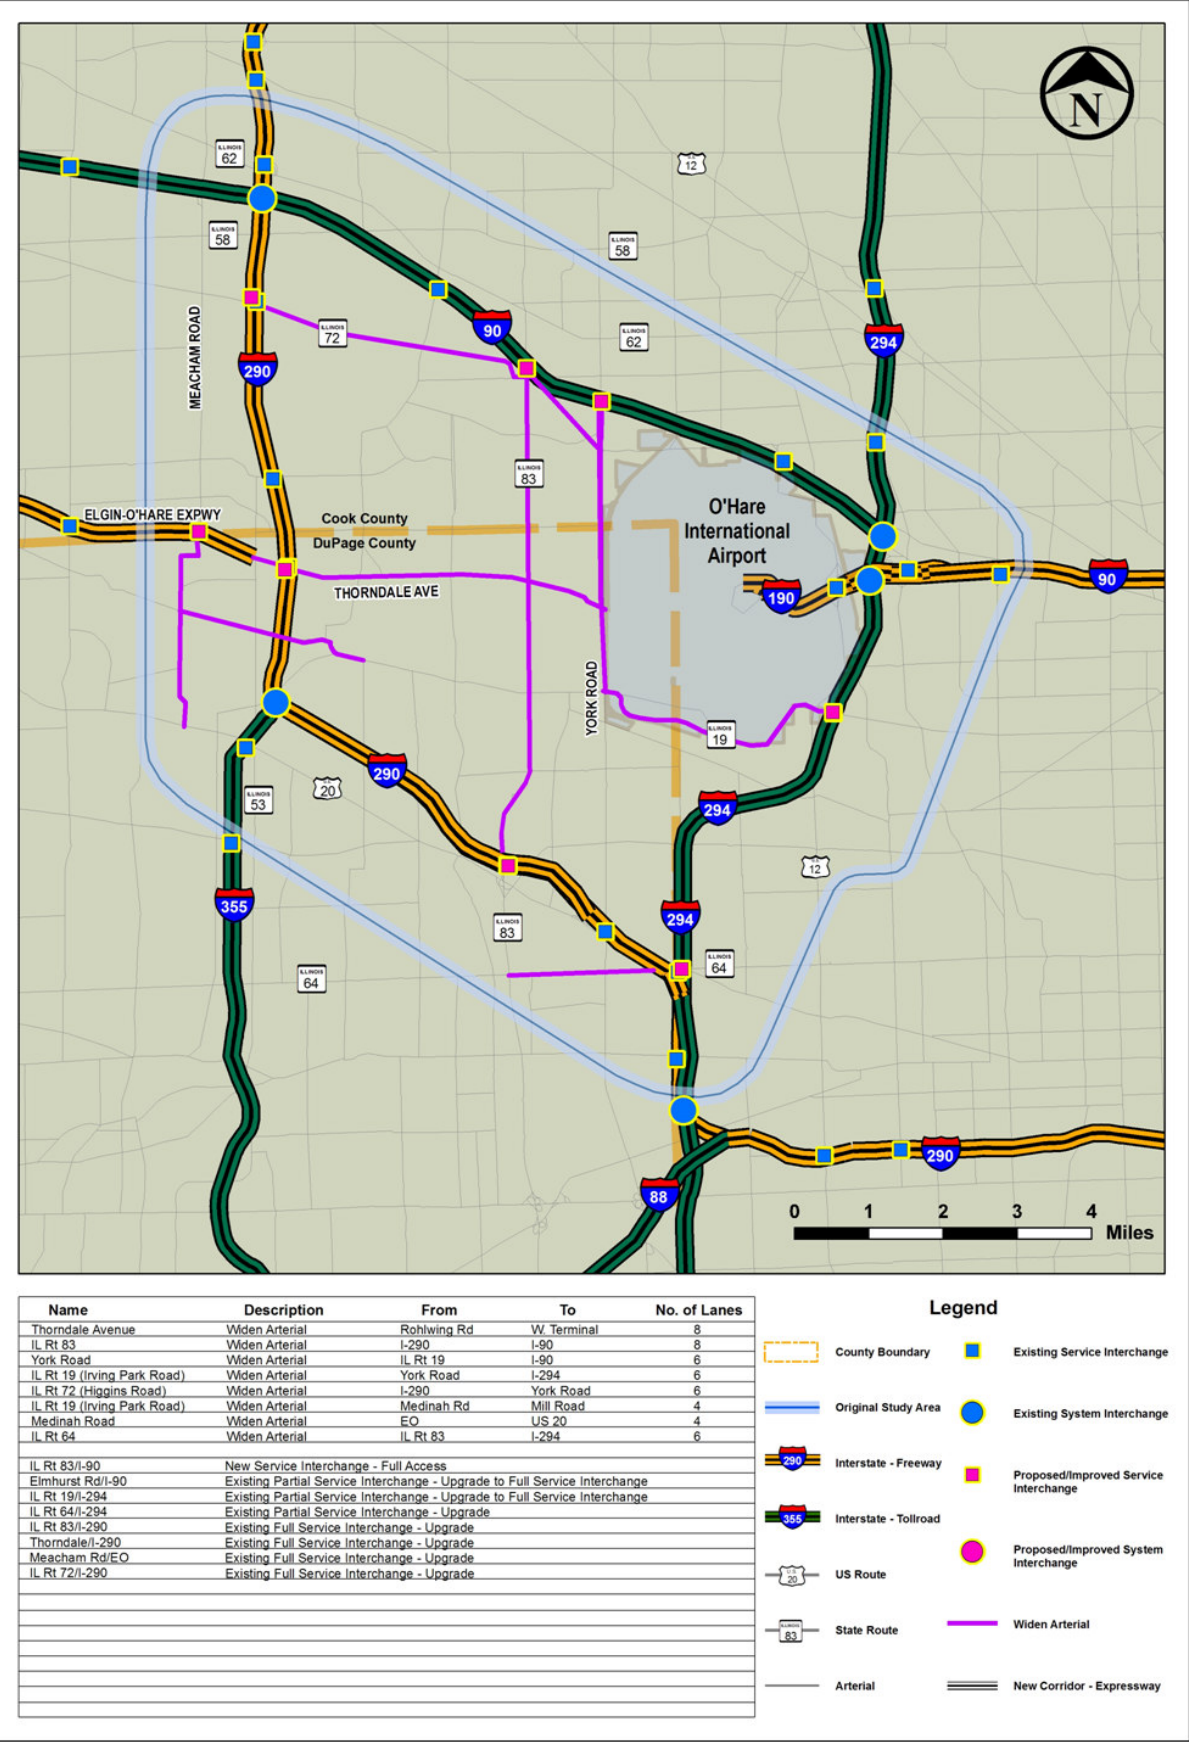 N
ILLINOIS
62
U.S.
12
ILLINOIS
58
ILLINOIS
58
MEACHAM ROAD
ILLINOIS
72
90
ILLINOIS
62
294
290
ILLINOIS
83
ELGIN-O'HARE EXPWY
Cook County
DuPage County
O'Hare
International
Airport
THORNDALE AVE
190
90
YORK ROAD
ILLINOIS
19
290
U.S.
20
ILLINOIS
53
294
U.S.
12
355
294
ILLINOIS
83
ILLINOIS
64
ILLINOIS
64
290
88
0 1 2 3 4
Miles
Name Description From To No. of Lanes
Thorndale Avenue Widen Arterial Rohlwing Rd W. Terminal 8
IL Rt 83 Widen Arterial I-290 I-90 8
York Road Widen Arterial IL Rt 19 I-90 6
IL Rt 19 (Irving Park Road) Widen Arterial York Road I-294 6
IL Rt 72 (Higgins Road) Widen Arterial I-290 York Road 6
IL Rt 19 (Irving Park Road) Widen Arterial Medinah Rd Mill Road 4
Medinah Road Widen Arterial EO US 20 4
IL Rt 64 Widen Arterial IL Rt 83 I-294 6
IL Rt 83/I-90 New Service Interchange - Full Access
Elmhurst Rd/I-90 Existing Partial Service Interchange - Upgrade to Full Service Interchange
IL Rt 19/I-294 Existing Partial Service Interchange - Upgrade to Full Service Interchange
IL Rt 64/I-294 Existing Partial Service Interchange - Upgrade
IL Rt 83/I-290 Existing Full Service Interchange - Upgrade
Thorndale/I-290 Existing Full Service Interchange - Upgrade
Meacham Rd/EO Existing Full Service Interchange - Upgrade
IL Rt 72/I-290 Existing Full Service Interchange - Upgrade
Legend
County Boundary
Original Study Area
290
Interstate - Freeway
355
Interstate - Tollroad
U.S.
20
US Route
ILLINOIS
83
State Route
Arterial
Existing Service Interchange
Existing System Interchange
Proposed/Improved Service
Interchange
Proposed/Improved System
Interchange
Widen Arterial
New Corridor - Expressway